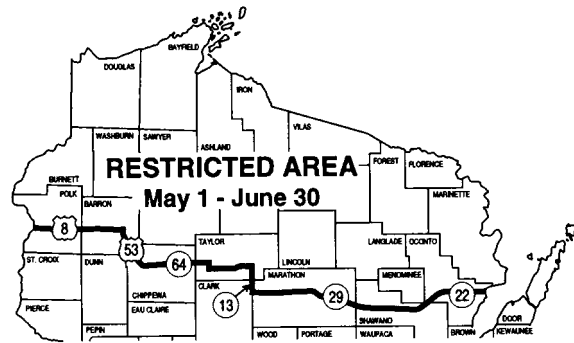 BAYFIELD
DOUGLAS
IRON
VILAS
WASHBURN
SAWYER
ASHLAND
FOREST
FLORENCE
RESTRICTED AREA
May 1 - June 30
BURNETT
POLK
BARRON
MARINETTE
8
53
64
TAYLOR
LINCOLN
LANGLADE
OCONTO
ST. CROIX
DUNN
CHIPPEWA
CLARK
MARATHON
MENOMINEE
13
29
22
PIERCE
EAU CLAIRE
PEPIN
WOOD
PORTAGE
SHAWANO
WAUPACA
BROWN
DOOR
KEWAUNEE